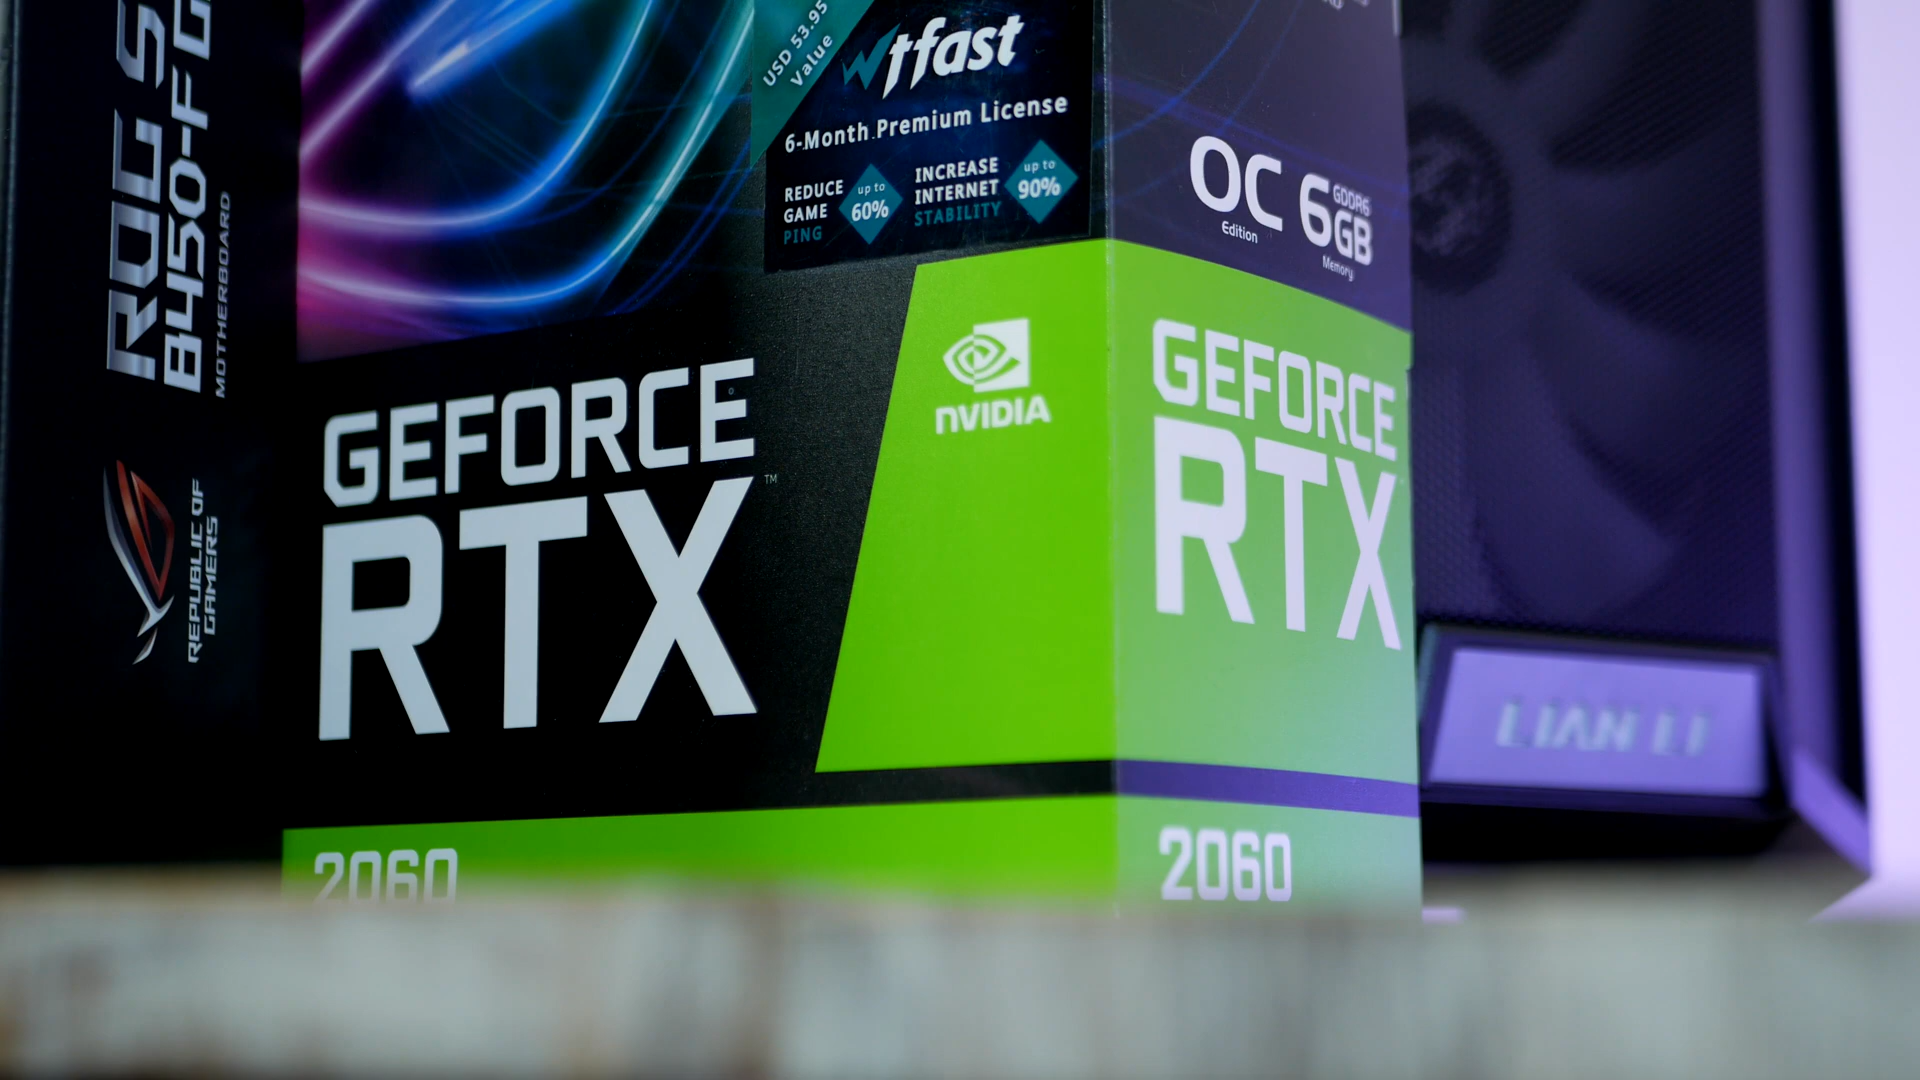 ROG S
B450-F G
MOTHERBOARD
REPUBLIC OF
GAMERS
USD 53.95
Value
wtfast
6-Month Premium License
REDUCE
GAME
PING
up to
60%
INCREASE
INTERNET
STABILITY
up to
90%
GEFORCE
RTX™
2060
NVIDIA
OC
Edition
6GB
GDDR6
Memory
GEFORCE
RTX
2060
LIAN LI